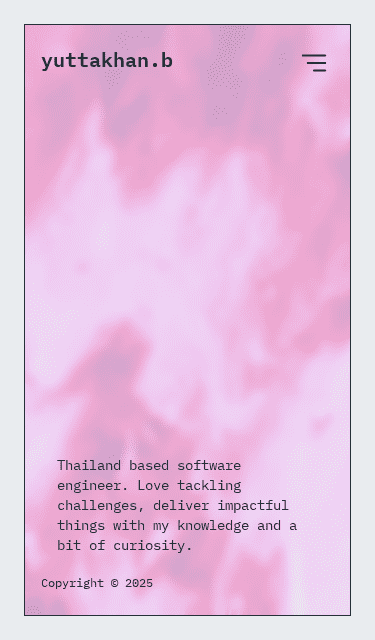 yuttakhan.b
Thailand based software
engineer. Love tackling
challenges, deliver impactful
things with my knowledge and a
bit of curiosity.
Copyright © 2025